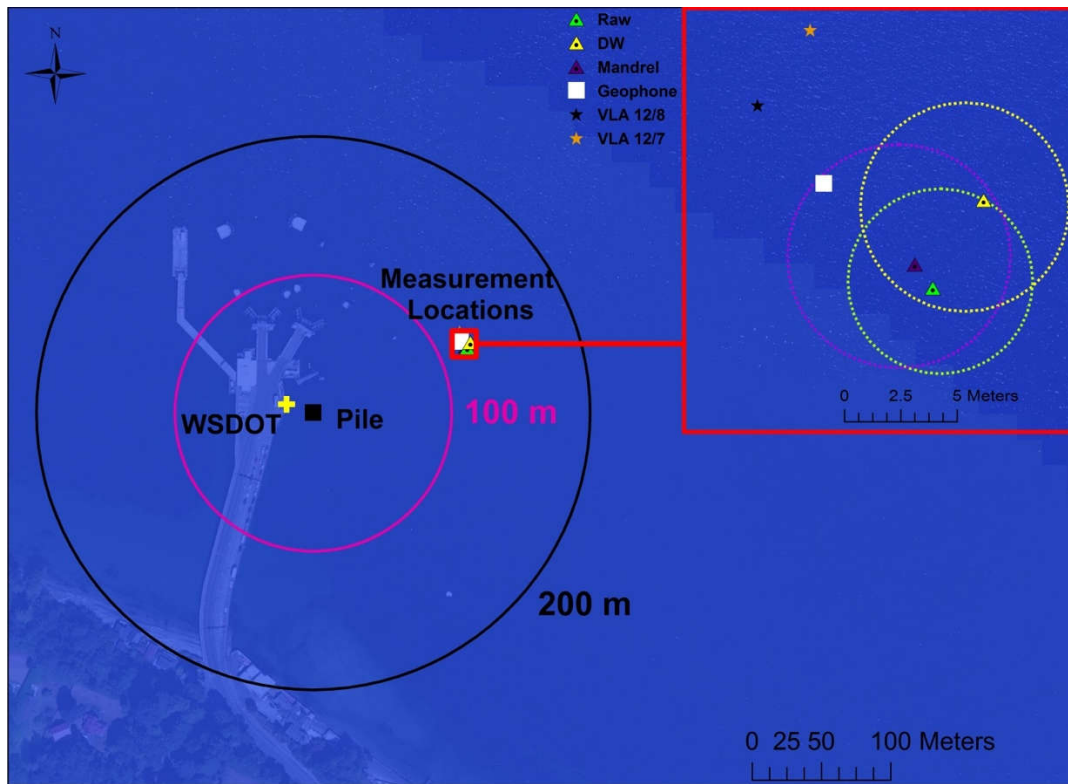 N
Raw
DW
Mandrel
Geophone
VLA 12/8
VLA 12/7
0 2.5 5 Meters
Measurement
Locations
100 m
WSDOT
Pile
200 m
0 25 50 100 Meters